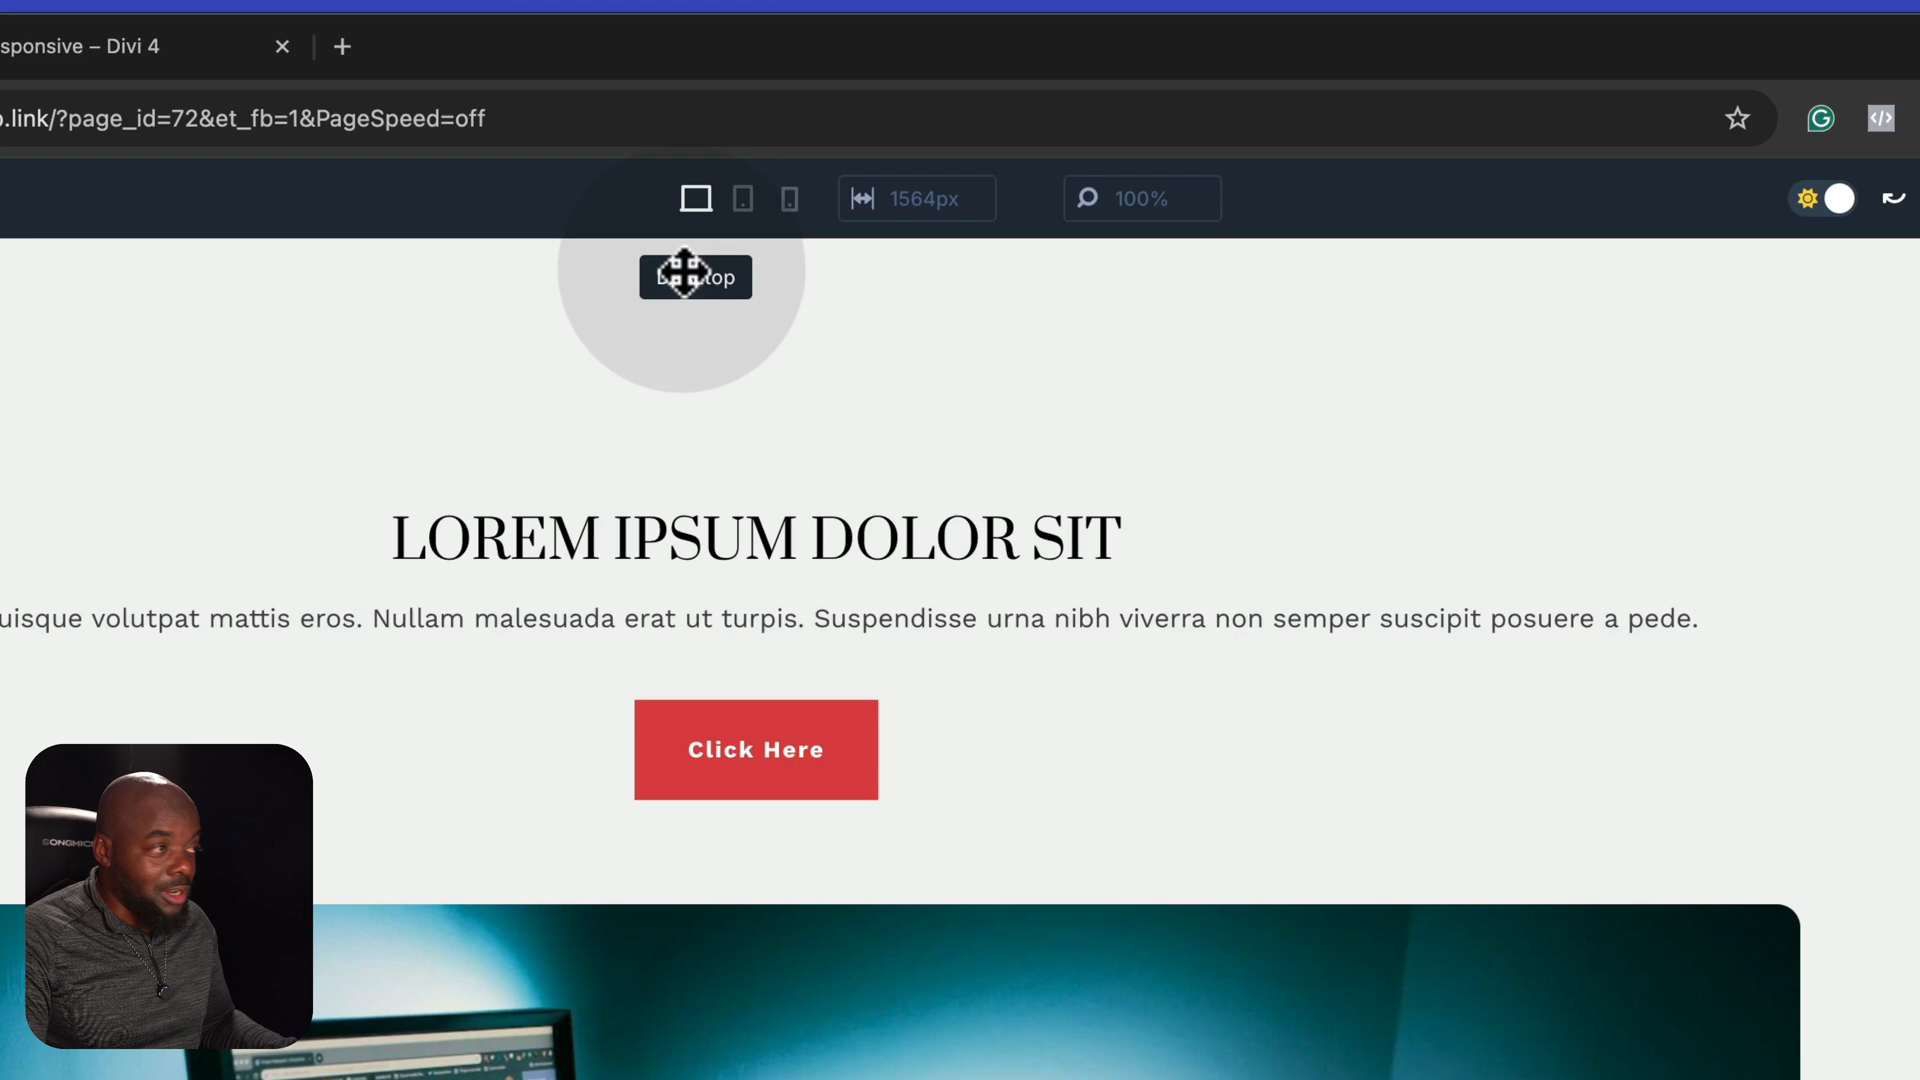 sponsive – Divi 4
o.link/?page_id=72&et_fb=1&PageSpeed=off
1564px
100%
LOREM IPSUM DOLOR SIT
uisque volutpat mattis eros. Nullam malesuada erat ut turpis. Suspendisse urna nibh viverra non semper suscipit posuere a pede.
Click Here
SONGMICS